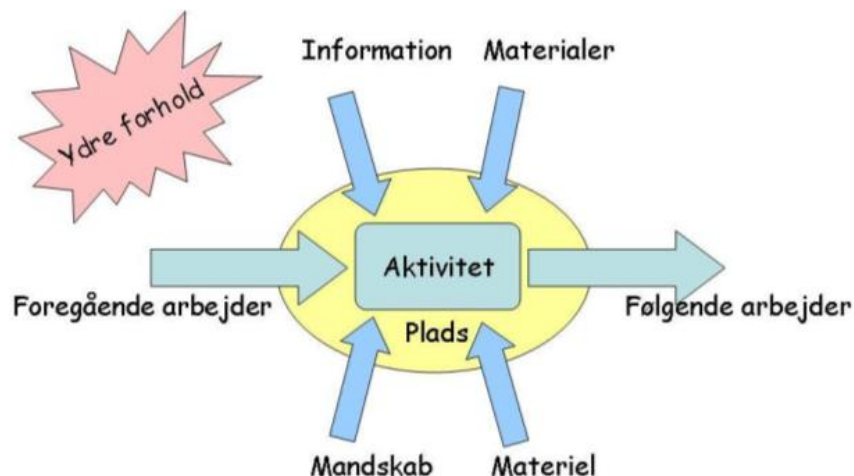 Information
Materialer
Ydre forhold
Aktivitet
Foregående arbejder
Følgende arbejder
Plads
Mandskab
Materiel